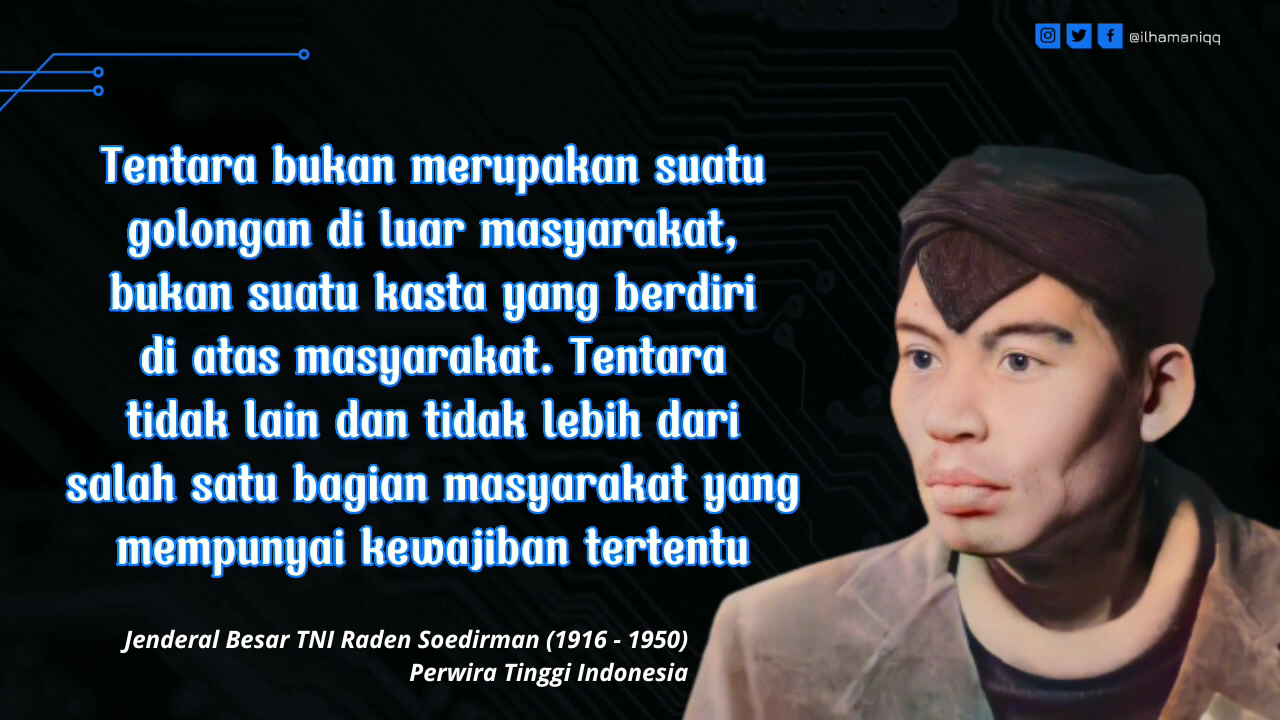 @ilhamaniqq
Tentara bukan merupakan suatu
golongan di luar masyarakat,
bukan suatu kasta yang berdiri
di atas masyarakat. Tentara
tidak lain dan tidak lebih dari
salah satu bagian masyarakat yang
mempunyai kewajiban tertentu
Jenderal Besar TNI Raden Soedirman (1916 - 1950)
Perwira Tinggi Indonesia